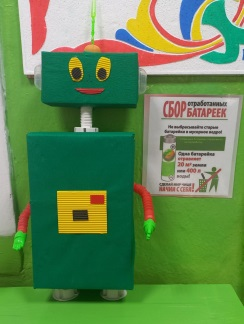 СБОР отработанных
БАТАРЕЕК
Не выбрасывайте старые
батарейки в мусорное ведро!
Одна батарейка
отравляет
20 м² земли
или 400 л
воды!
НАЧНИ С СЕБЯ!